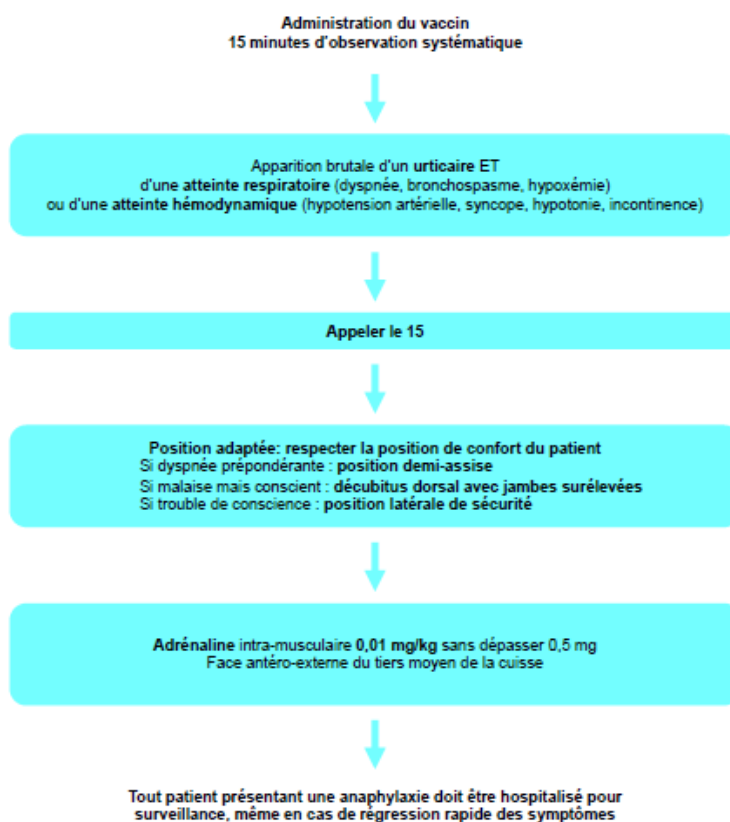 Administration du vaccin
15 minutes d'observation systématique
Apparition brutale d'un urticaire ET
d'une atteinte respiratoire (dyspnée, bronchospasme, hypoxémie)
ou d'une atteinte hémodynamique (hypotension artérielle, syncope, hypotonie, incontinence)
Appeler le 15
Position adaptée: respecter la position de confort du patient
Si dyspnée prépondérante : position demi-assise
Si malaise mais conscient : décubitus dorsal avec jambes surélevées
Si trouble de conscience : position latérale de sécurité
Adrénaline intra-musculaire 0,01 mg/kg sans dépasser 0,5 mg
Face antéro-externe du tiers moyen de la cuisse
Tout patient présentant une anaphylaxie doit être hospitalisé pour
surveillance, même en cas de régression rapide des symptômes